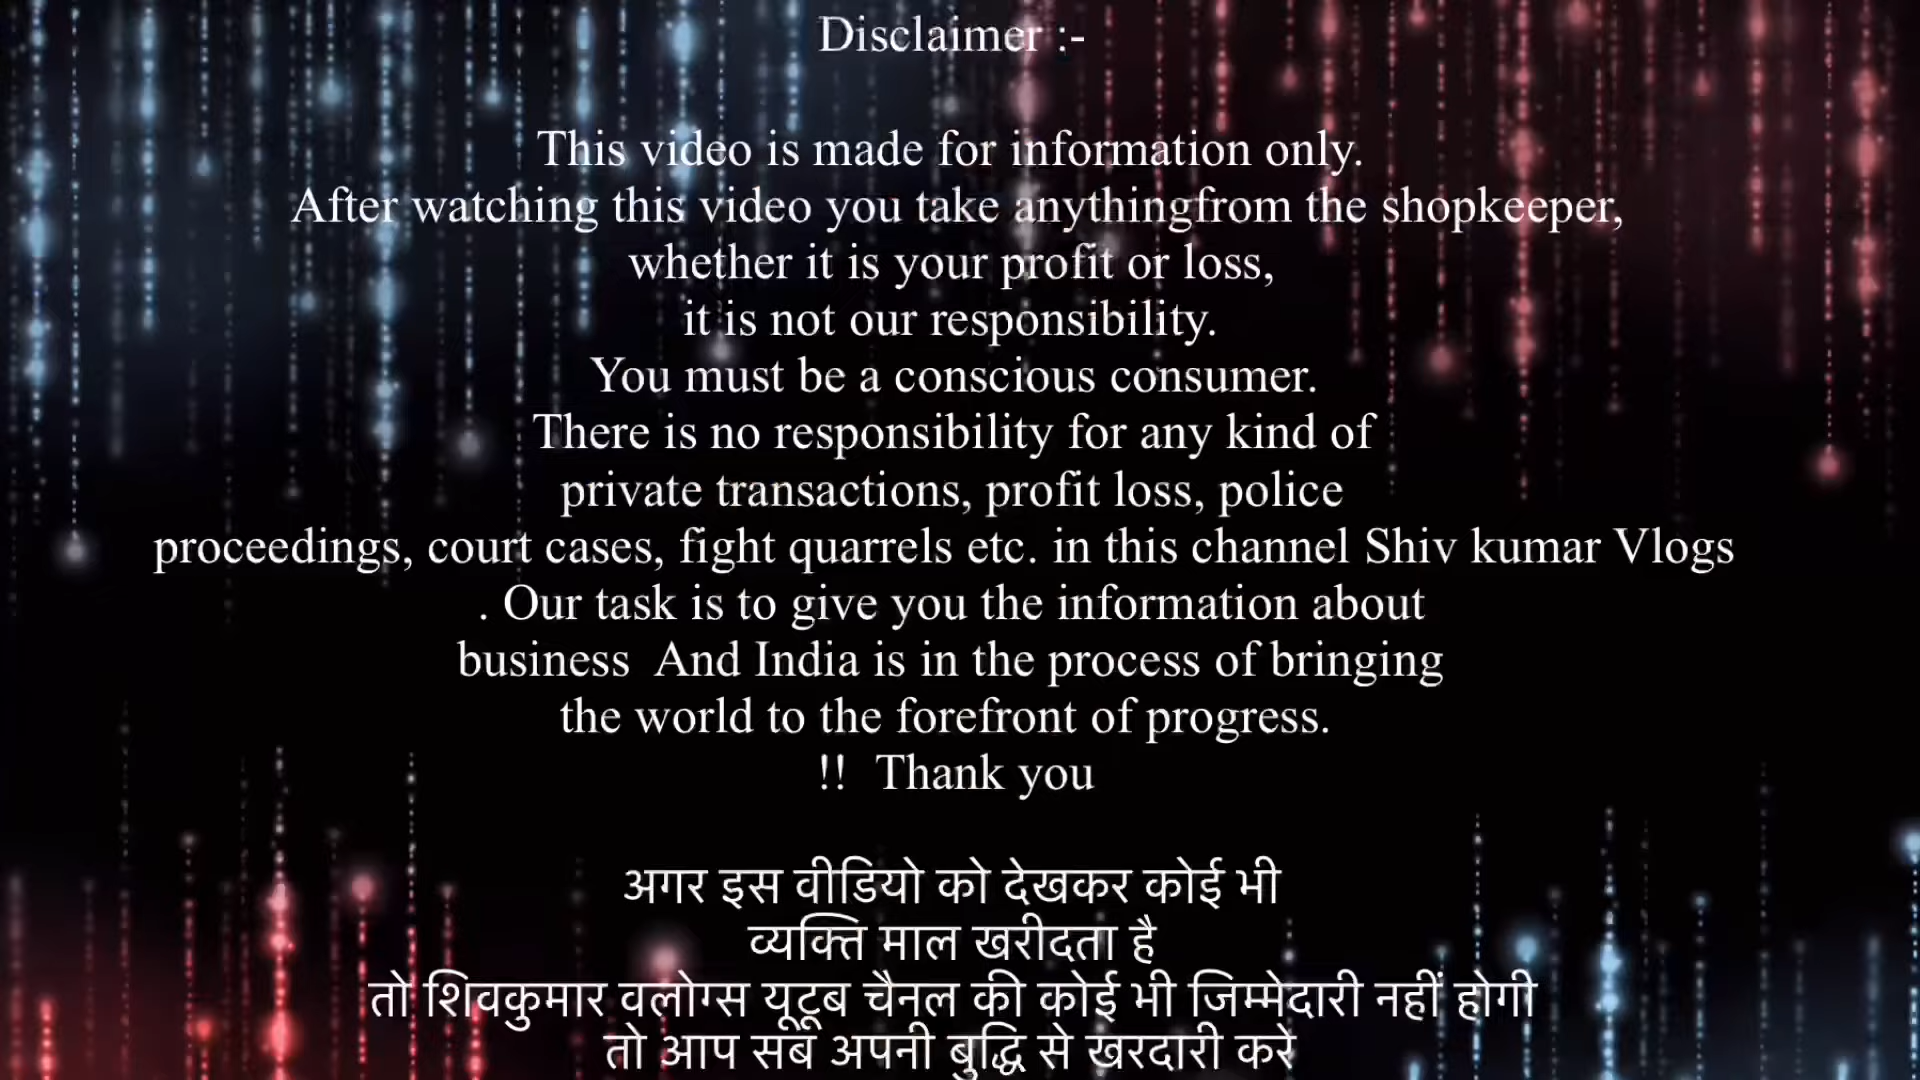 Disclaimer :-
This video is made for information only.
After watching this video you take anythingfrom the shopkeeper,
whether it is your profit or loss,
it is not our responsibility.
You must be a conscious consumer.
There is no responsibility for any kind of
private transactions, profit loss, police
proceedings, court cases, fight quarrels etc. in this channel Shiv kumar Vlogs
. Our task is to give you the information about
business  And India is in the process of bringing
the world to the forefront of progress.
!!  Thank you
अगर इस वीडियो को देखकर कोई भी
व्यक्ति माल खरीदता है
तो शिवकुमार वलोग्स यूटूब चैनल की कोई भी जिम्मेदारी नहीं होगी
तो आप सब अपनी बुद्धि से खरदारी करे